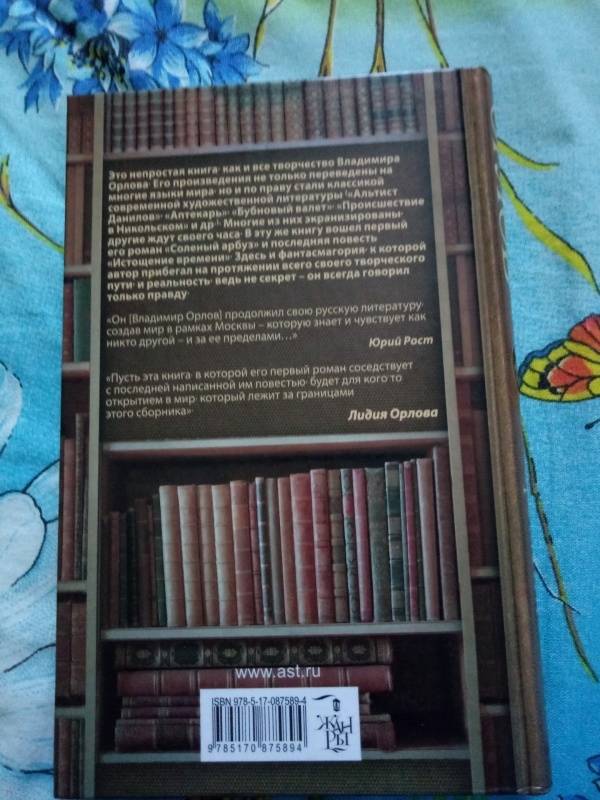 Это непростая книга· как и все творчество Владимира
Орлова· Его произведения не только переведены на
многие языки мира· но и по праву стали классикой
современной художественной литературы ·«Альтист
Данилов»· «Аптекарь»· «Бубновый валет»· «Происшествие
в Никольском» и др·· Многие из них экранизированы·
другие ждут своего часа· В эту же книгу вошел первый
его роман «Соленый арбуз» и последняя повесть
«Истощение времени»· Здесь и фантасмагория· к которой
автор прибегал на протяжении всего своего творческого
пути· и реальность· ведь не секрет – он всегда говорил
только правду·
«Он [Владимир Орлов] продолжил свою русскую литературу·
создав мир в рамках Москвы – которую знает и чувствует как
никто другой – и за ее пределами…»
Юрий Рост
«Пусть эта книга· в которой его первый роман соседствует
с последней написанной им повестью· будет для кого то
открытием в мир· который лежит за границами
этого сборника»·
Лидия Орлова
www.ast.ru
ISBN 978-5-17-087589-4
9785170875894
ЖАН
РЫ